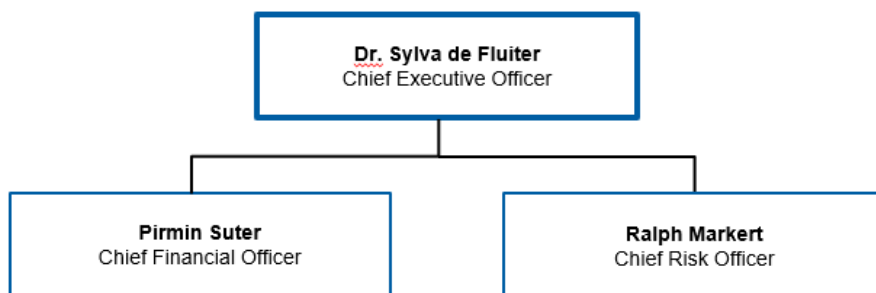 Dr. Sylva de Fluiter
Chief Executive Officer
Pirmin Suter
Chief Financial Officer
Ralph Markert
Chief Risk Officer